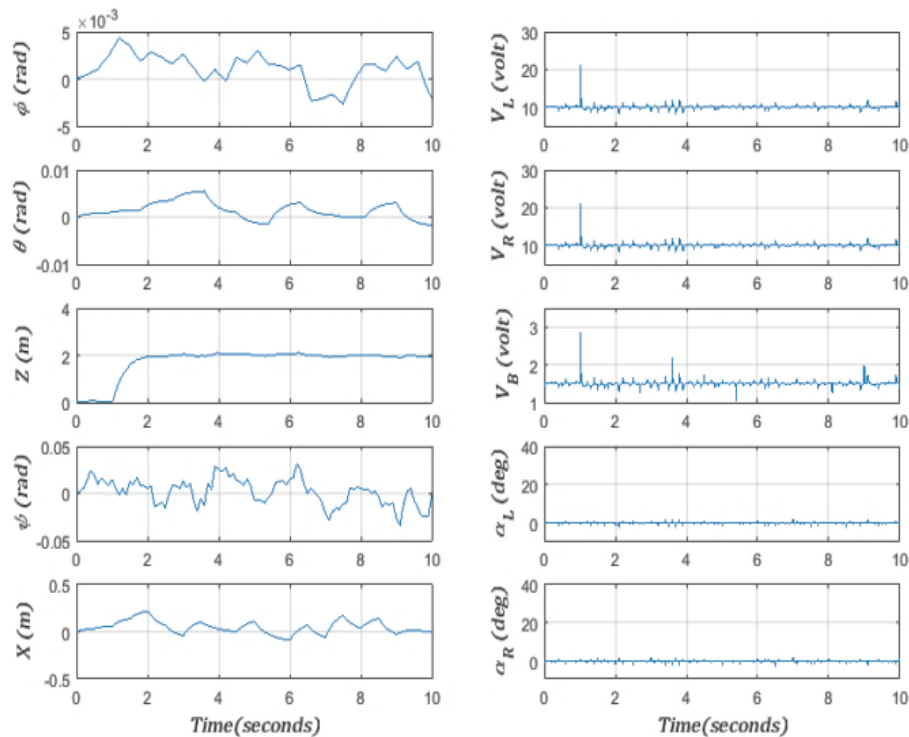 ×10⁻³
5
0
-5
ϕ (rad)
0 2 4 6 8 10
30
20
10
V_L (volt)
0 2 4 6 8 10
0.01
0
-0.01
θ (rad)
0 2 4 6 8 10
30
20
10
V_R (volt)
0 2 4 6 8 10
4
2
0
Z (m)
0 2 4 6 8 10
3
2
1
V_B (volt)
0 2 4 6 8 10
0.05
0
-0.05
ψ (rad)
0 2 4 6 8 10
40
20
0
α_L (deg)
0 2 4 6 8 10
0.5
0
-0.5
X (m)
0 2 4 6 8 10
Time(seconds)
40
20
0
α_R (deg)
0 2 4 6 8 10
Time(seconds)